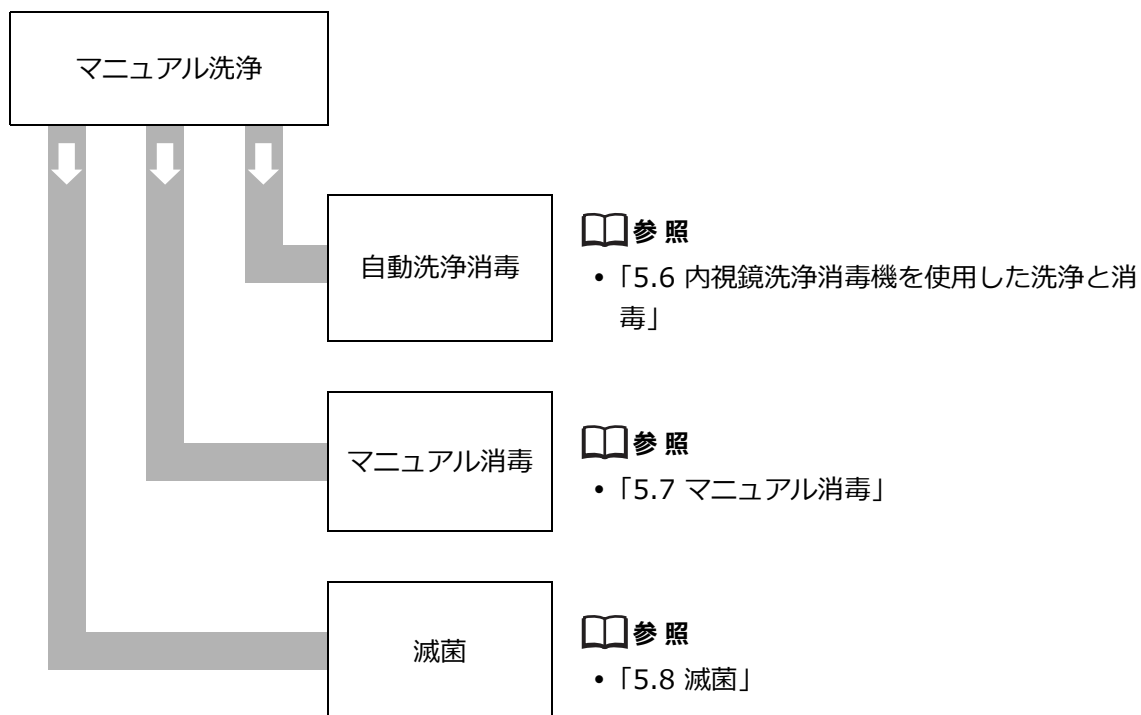 マニュアル洗浄
自動洗浄消毒
参照
•「5.6 内視鏡洗浄消毒機を使用した洗浄と消
毒」
マニュアル消毒
参照
•「5.7 マニュアル消毒」
滅菌
参照
•「5.8 滅菌」